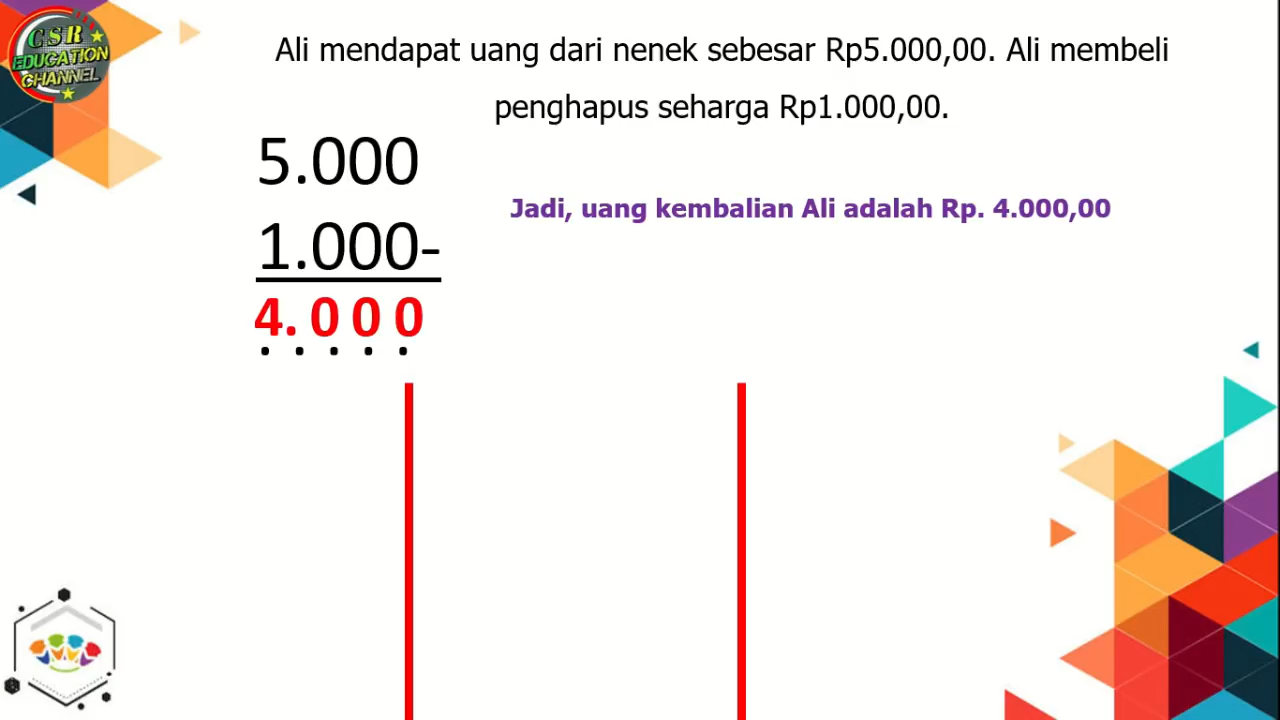 CSR
EDUCATION
CHANNEL
Ali mendapat uang dari nenek sebesar Rp5.000,00. Ali membeli
penghapus seharga Rp1.000,00.
5.000
1.000-
4.000
.....
Jadi, uang kembalian Ali adalah Rp. 4.000,00